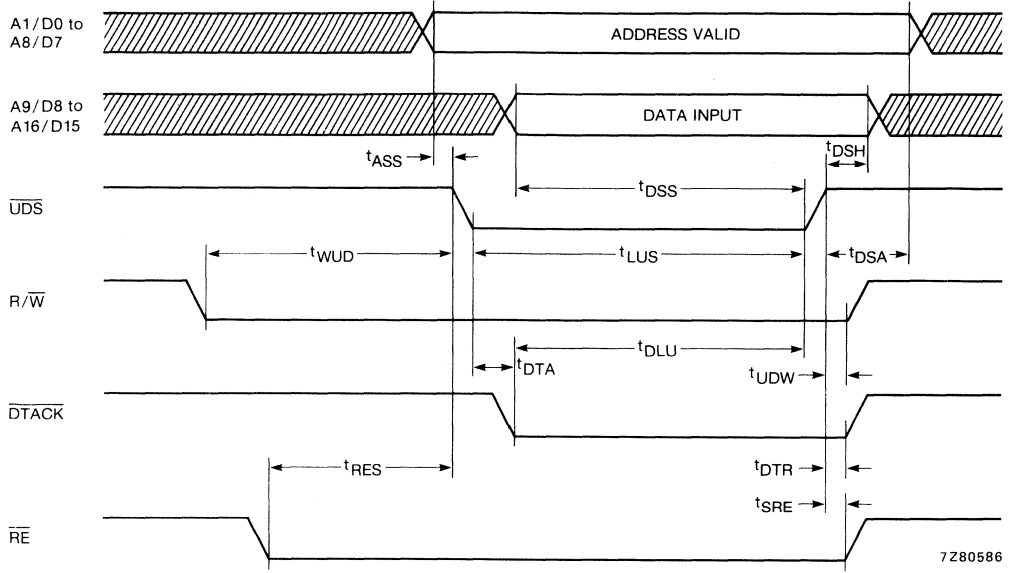 A1/D0 to
A8/D7
ADDRESS VALID
A9/D8 to
A16/D15
DATA INPUT
tASS
tDSH
tDSS
UDS
tWUD
tLUS
tDSA
R/W
tDLU
tDTA
tUDW
DTACK
tRES
tDTR
tSRE
RE
7Z80586